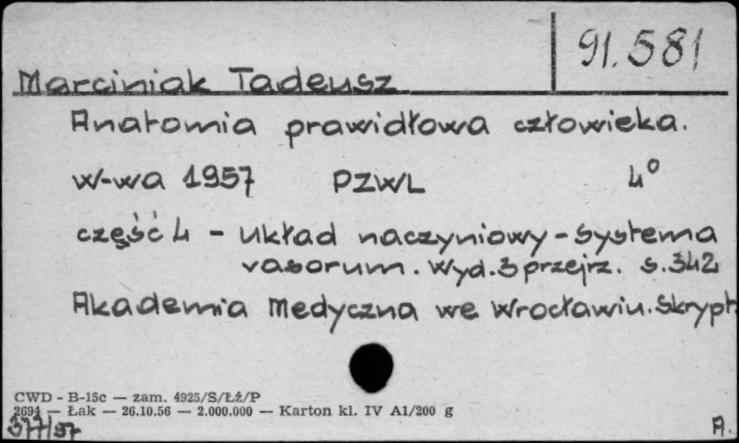 91.581
Marciniak Tadeusz
Anatomia prawidłowa człowieka.
W-wa 1957 PZWL 4°
część 4 - układ naczyniowy - Systema
vasorum. Wyd. 3 przejrz. s. 342
Akademia Medyczna we Wrocławiu. Skrypt.
CWD - B-15c — zam. 4925/S/ŁŻ/P
2694 — Łak — 26.10.56 — 2.000.000 — Karton kl. IV A1/200 g
377/57 A.